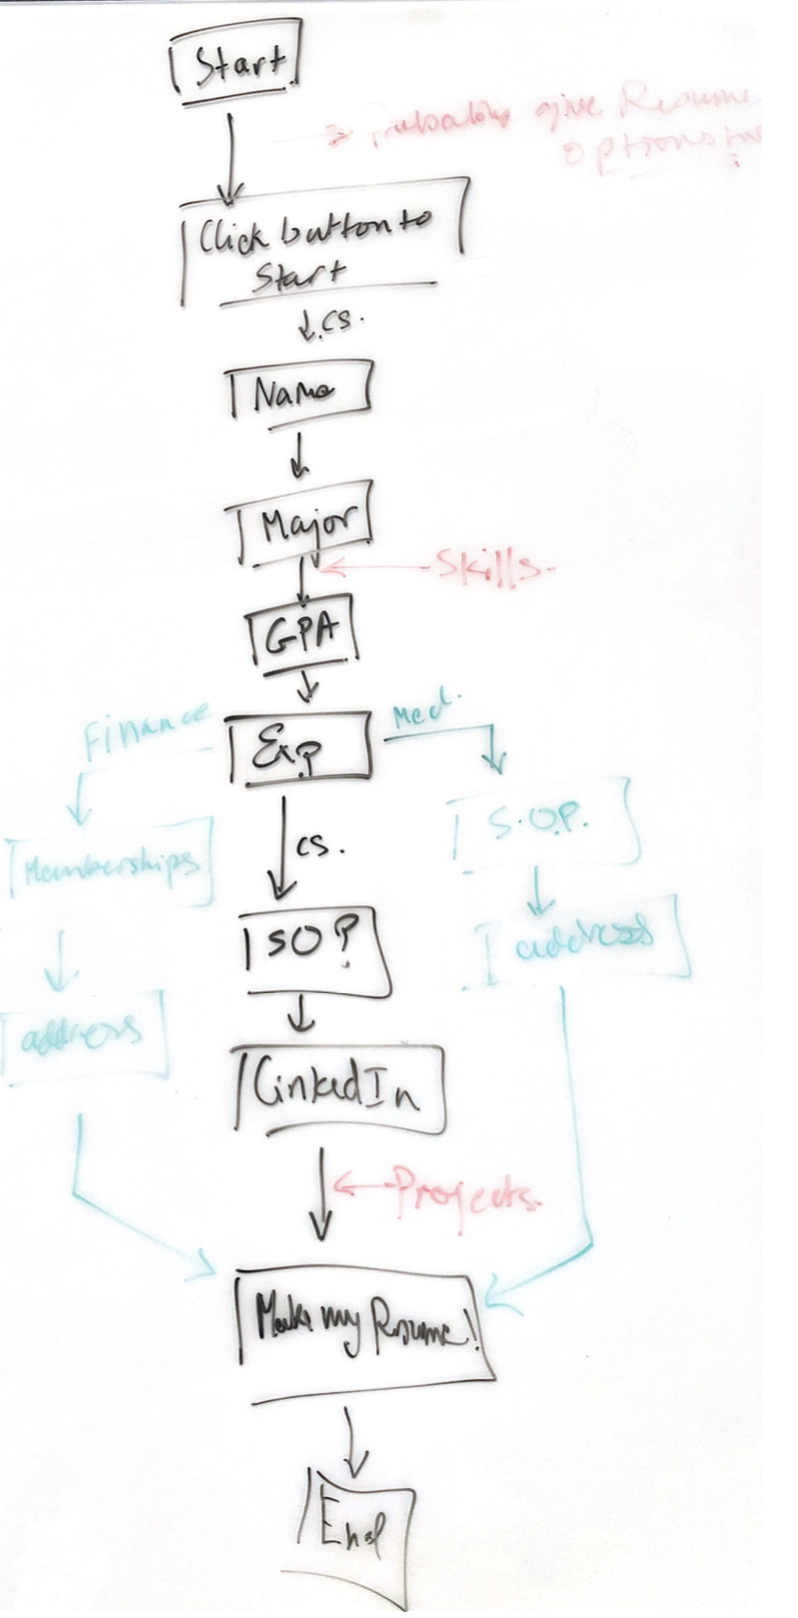 Start
→ Probably give Resume
options
Click button to
Start
cs.
Name
Major
Skills.
GPA
Finance
Exp
Med.
cs.
Memberships
S.O.P.
SOP
address
address
LinkedIn
Projects.
Make my Resume!
End